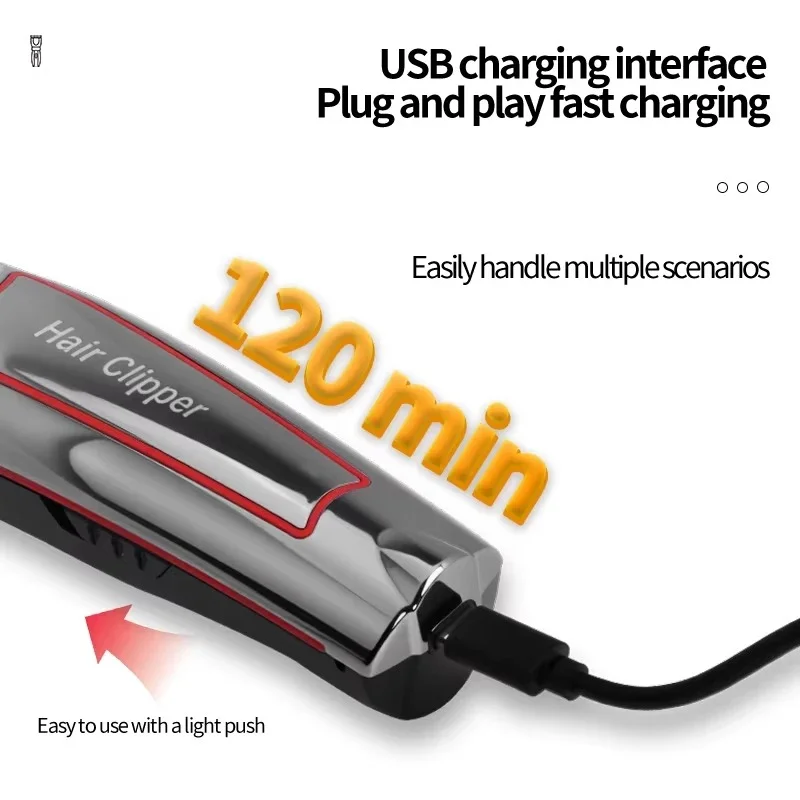 USB charging interface
Plug and play fast charging
Easily handle multiple scenarios
120 min
Hair Clipper
Easy to use with a light push